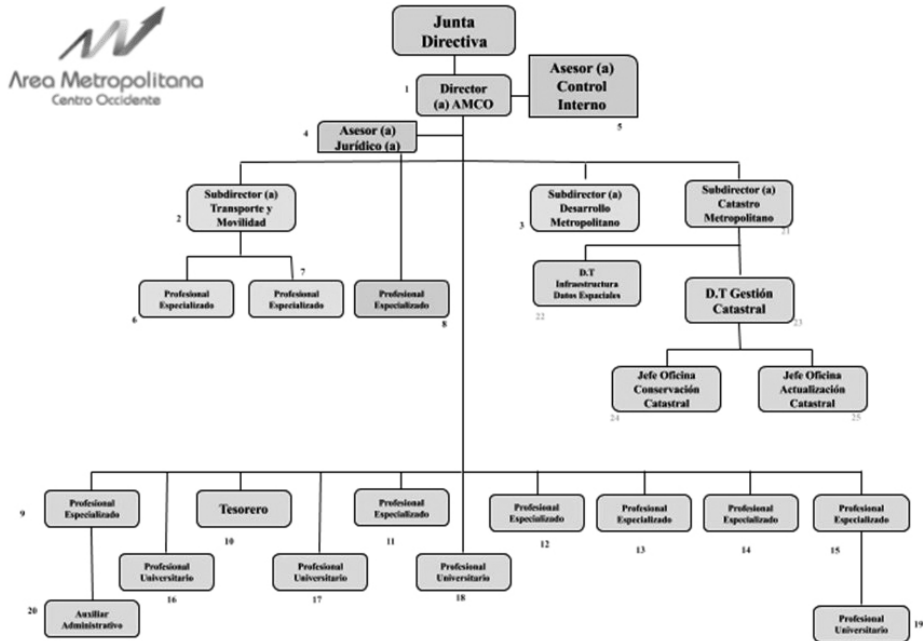 Area Metropolitana
Centro Occidente
Junta
Directiva
1
Director
(a) AMCO
Asesor (a)
Control
Interno
5
4
Asesor (a)
Jurídico (a)
2
Subdirector (a)
Transporte y
Movilidad
3
Subdirector (a)
Desarrollo
Metropolitano
Subdirector (a)
Catastro
Metropolitano
21
7
Profesional
Especializado
6
Profesional
Especializado
Profesional
Especializado
8
D.T
Infraestructura
Datos Espaciales
22
D.T Gestión
Catastral
23
Jefe Oficina
Conservación
Catastral
24
Jefe Oficina
Actualización
Catastral
25
9
Profesional
Especializado
Tesorero
10
Profesional
Especializado
11
Profesional
Especializado
12
Profesional
Especializado
13
Profesional
Especializado
14
Profesional
Especializado
15
Profesional
Universitario
16
Profesional
Universitario
17
Profesional
Universitario
18
20
Auxiliar
Administrativo
Profesional
Universitario
19